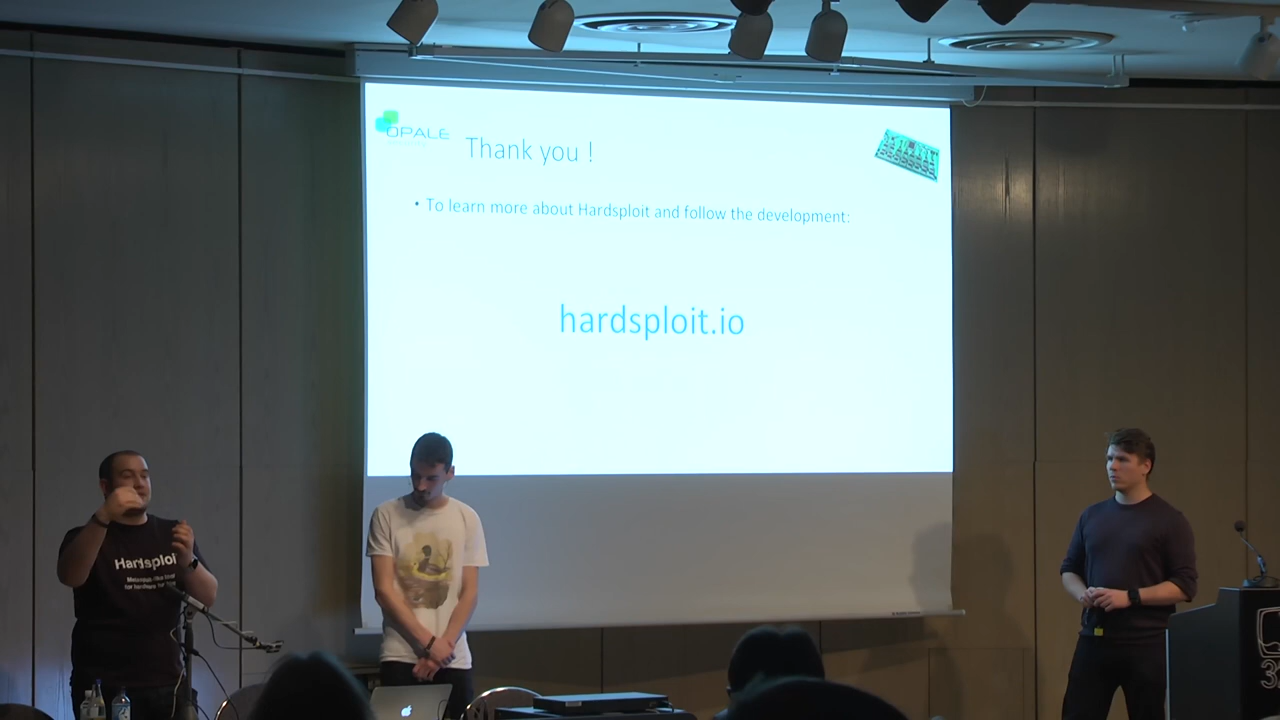 OPALE
Thank you !
• To learn more about Hardsploit and follow the development:
hardsploit.io
Hardsploit